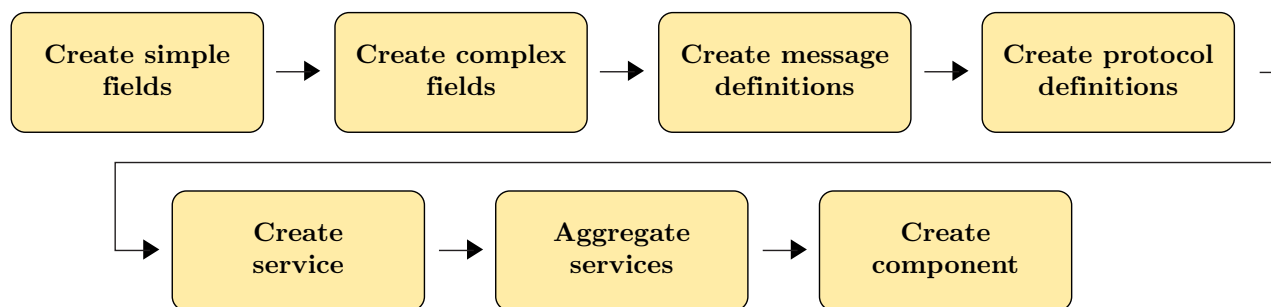 Create simple
fields
Create complex
fields
Create message
definitions
Create protocol
definitions
Create
service
Aggregate
services
Create
component